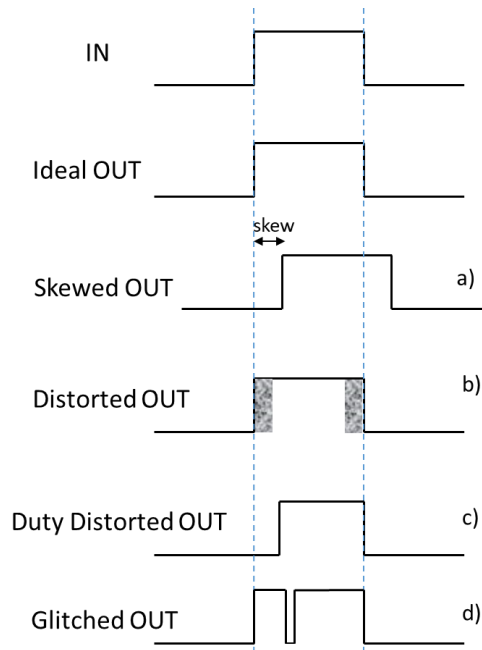 IN
Ideal OUT
skew
Skewed OUT
a)
Distorted OUT
b)
Duty Distorted OUT
c)
Glitched OUT
d)